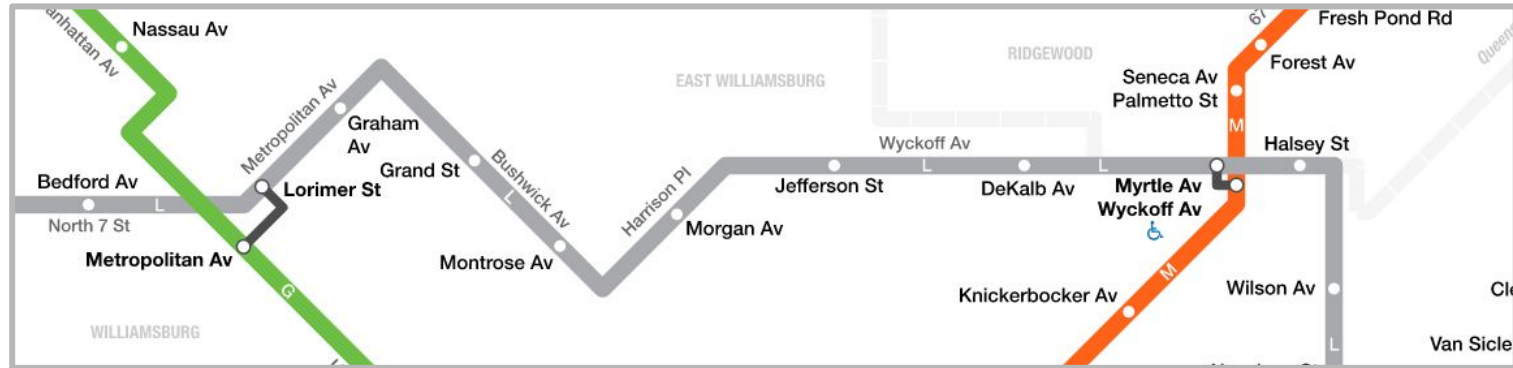 Manhattan Av
Nassau Av
Metropolitan Av
Graham
Av
Bedford Av
L
North 7 St
Lorimer St
Metropolitan Av
G
WILLIAMSBURG
Grand St
Bushwick Av
L
Montrose Av
Harrison Pl
Morgan Av
EAST WILLIAMSBURG
RIDGEWOOD
Wyckoff Av
L
L
Jefferson St
DeKalb Av
67
Fresh Pond Rd
Forest Av
Seneca Av
Palmetto St
M
Halsey St
Myrtle Av
Wyckoff Av
M
Knickerbocker Av
Wilson Av
L
Queens
Cle
Van Sicle